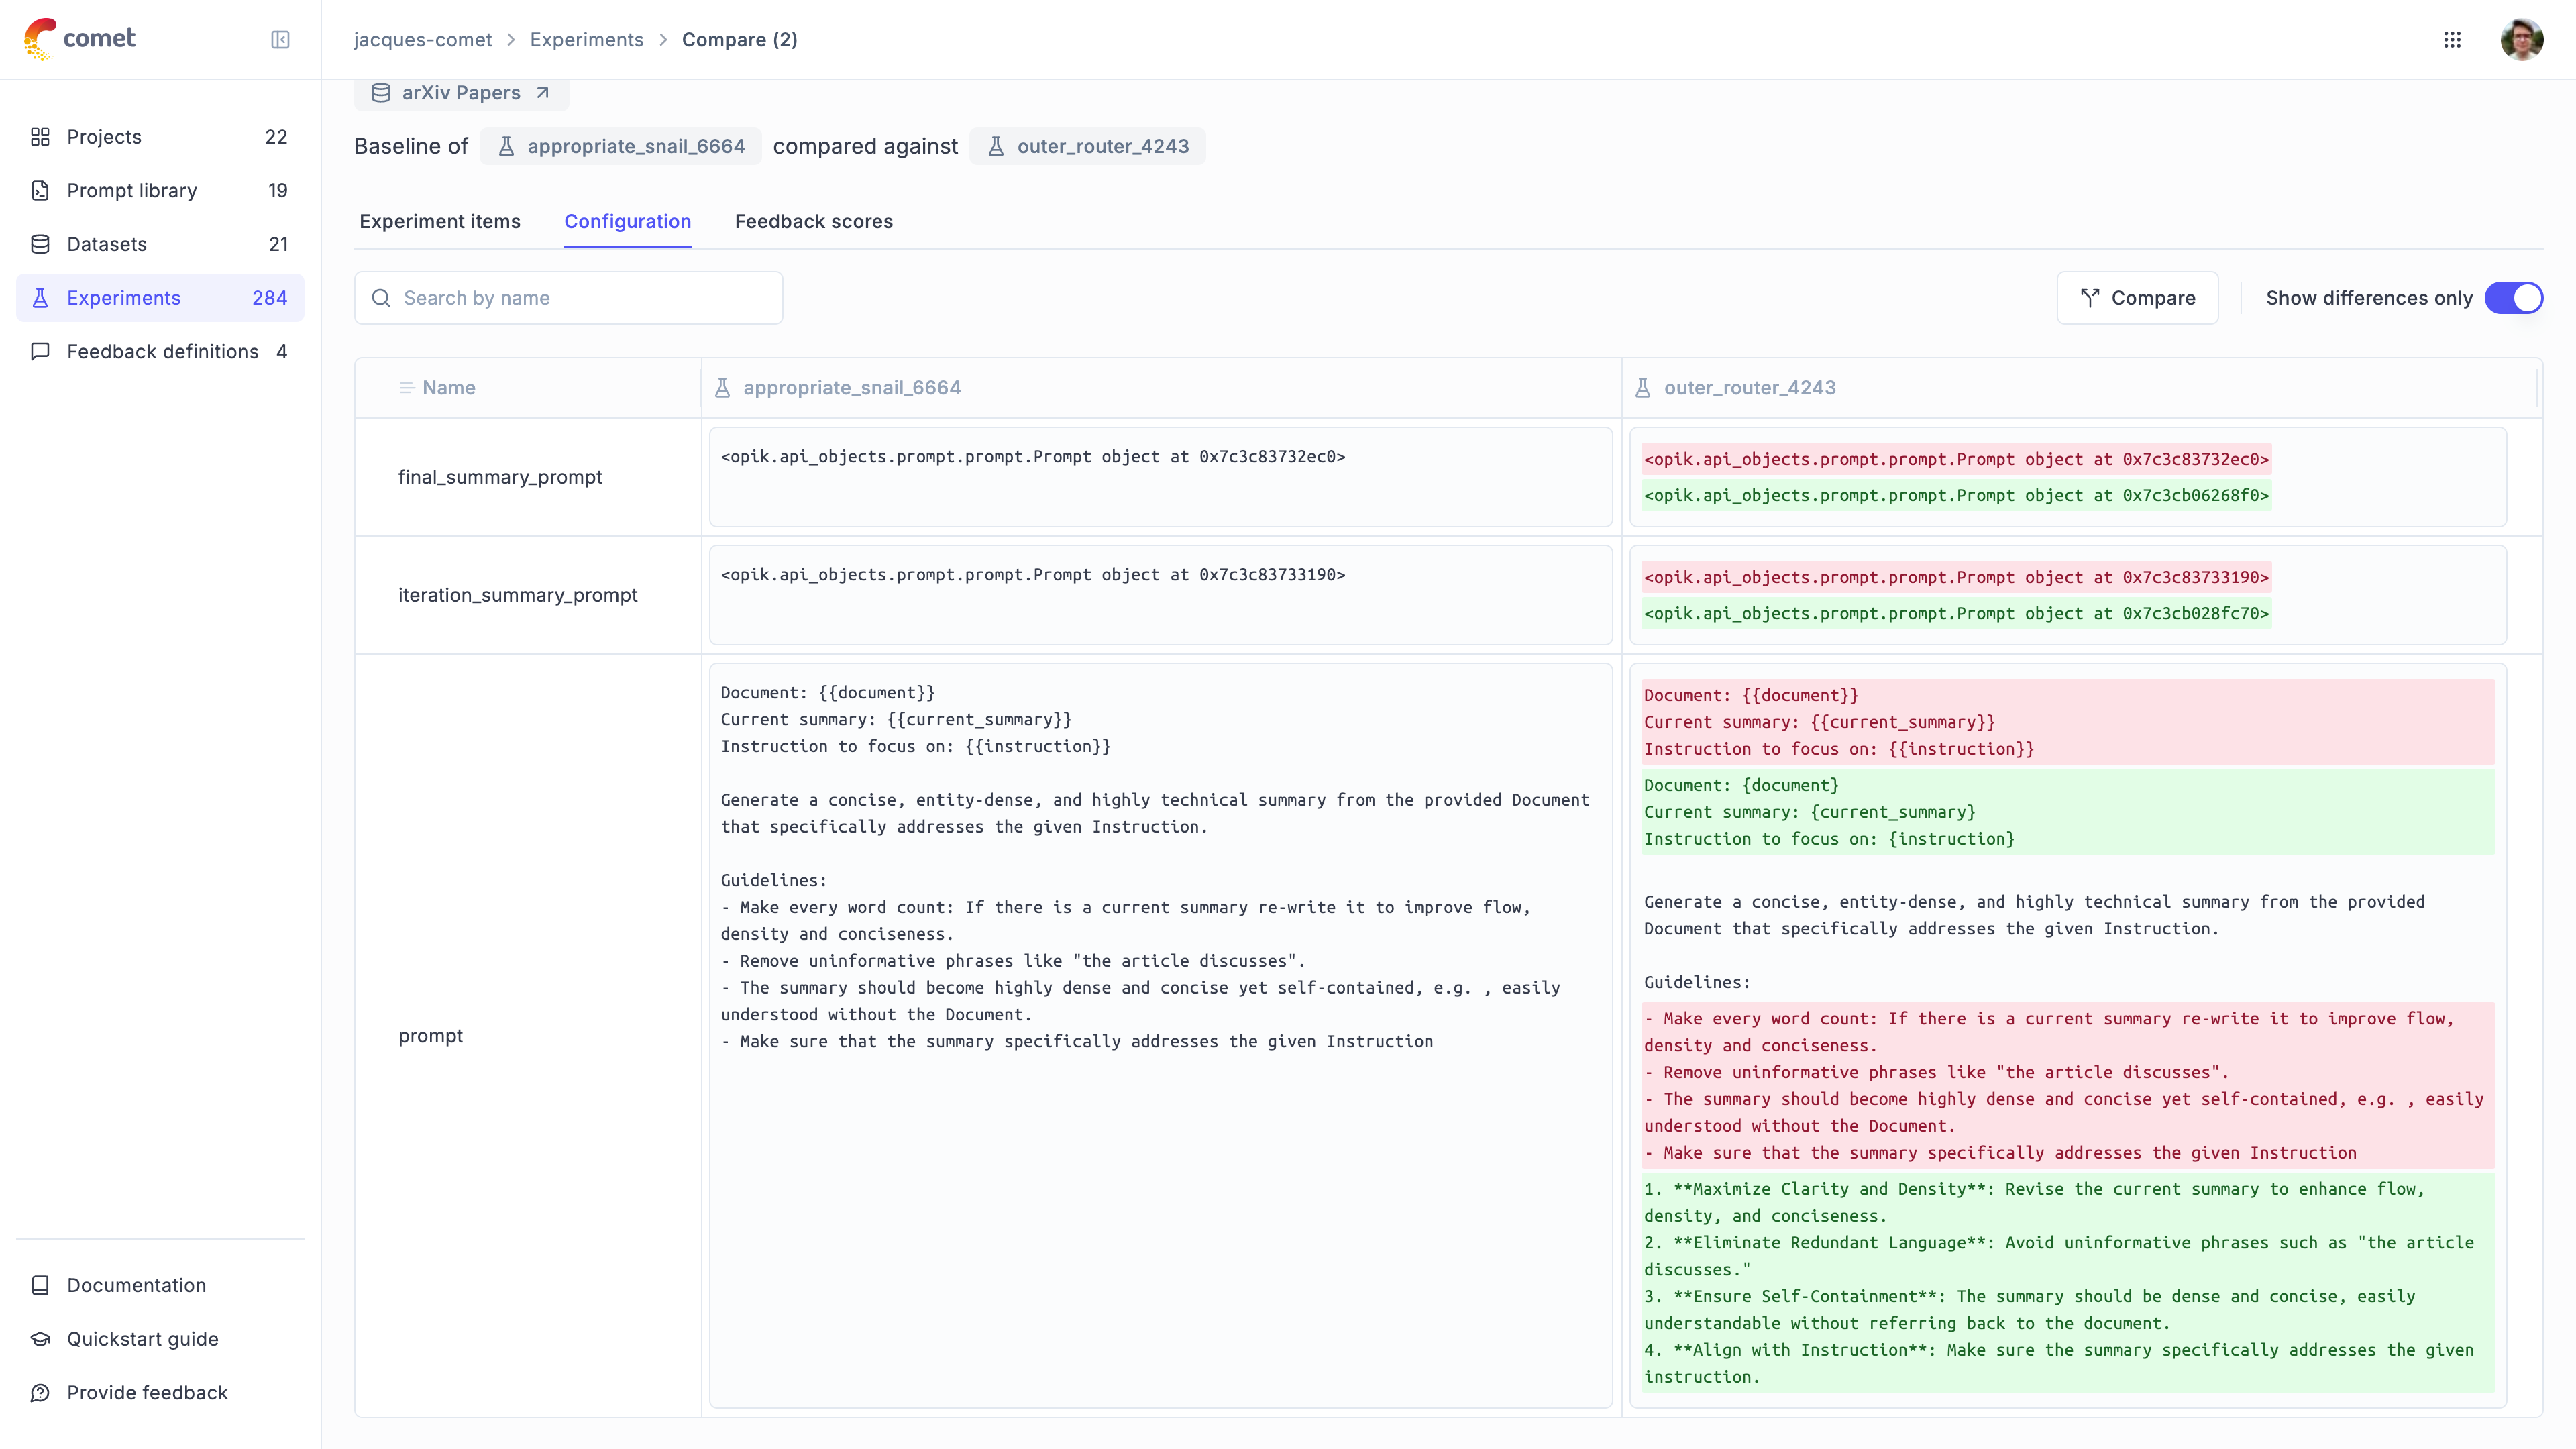 comet
jacques-comet > Experiments > Compare (2)
Projects 22
Prompt library 19
Datasets 21
Experiments 284
Feedback definitions 4
Documentation
Quickstart guide
Provide feedback
arXiv Papers
Baseline of appropriate_snail_6664 compared against outer_router_4243
Experiment items Configuration Feedback scores
Search by name
Compare
Show differences only
Name
appropriate_snail_6664
outer_router_4243
final_summary_prompt
<opik.api_objects.prompt.prompt.Prompt object at 0x7c3c83732ec0>
<opik.api_objects.prompt.prompt.Prompt object at 0x7c3c83732ec0>
<opik.api_objects.prompt.prompt.Prompt object at 0x7c3cb06268f0>
iteration_summary_prompt
<opik.api_objects.prompt.prompt.Prompt object at 0x7c3c83733190>
<opik.api_objects.prompt.prompt.Prompt object at 0x7c3c83733190>
<opik.api_objects.prompt.prompt.Prompt object at 0x7c3cb028fc70>
prompt
Document: {{document}}
Current summary: {{current_summary}}
Instruction to focus on: {{instruction}}
Generate a concise, entity-dense, and highly technical summary from the provided Document
that specifically addresses the given Instruction.
Guidelines:
- Make every word count: If there is a current summary re-write it to improve flow,
density and conciseness.
- Remove uninformative phrases like "the article discusses".
- The summary should become highly dense and concise yet self-contained, e.g. , easily
understood without the Document.
- Make sure that the summary specifically addresses the given Instruction
Document: {{document}}
Current summary: {{current_summary}}
Instruction to focus on: {{instruction}}
Document: {document}
Current summary: {current_summary}
Instruction to focus on: {instruction}
Generate a concise, entity-dense, and highly technical summary from the provided
Document that specifically addresses the given Instruction.
Guidelines:
- Make every word count: If there is a current summary re-write it to improve flow,
density and conciseness.
- Remove uninformative phrases like "the article discusses".
- The summary should become highly dense and concise yet self-contained, e.g. , easily
understood without the Document.
- Make sure that the summary specifically addresses the given Instruction
1. **Maximize Clarity and Density**: Revise the current summary to enhance flow,
density, and conciseness.
2. **Eliminate Redundant Language**: Avoid uninformative phrases such as "the article
discusses."
3. **Ensure Self-Containment**: The summary should be dense and concise, easily
understandable without referring back to the document.
4. **Align with Instruction**: Make sure the summary specifically addresses the given
instruction.